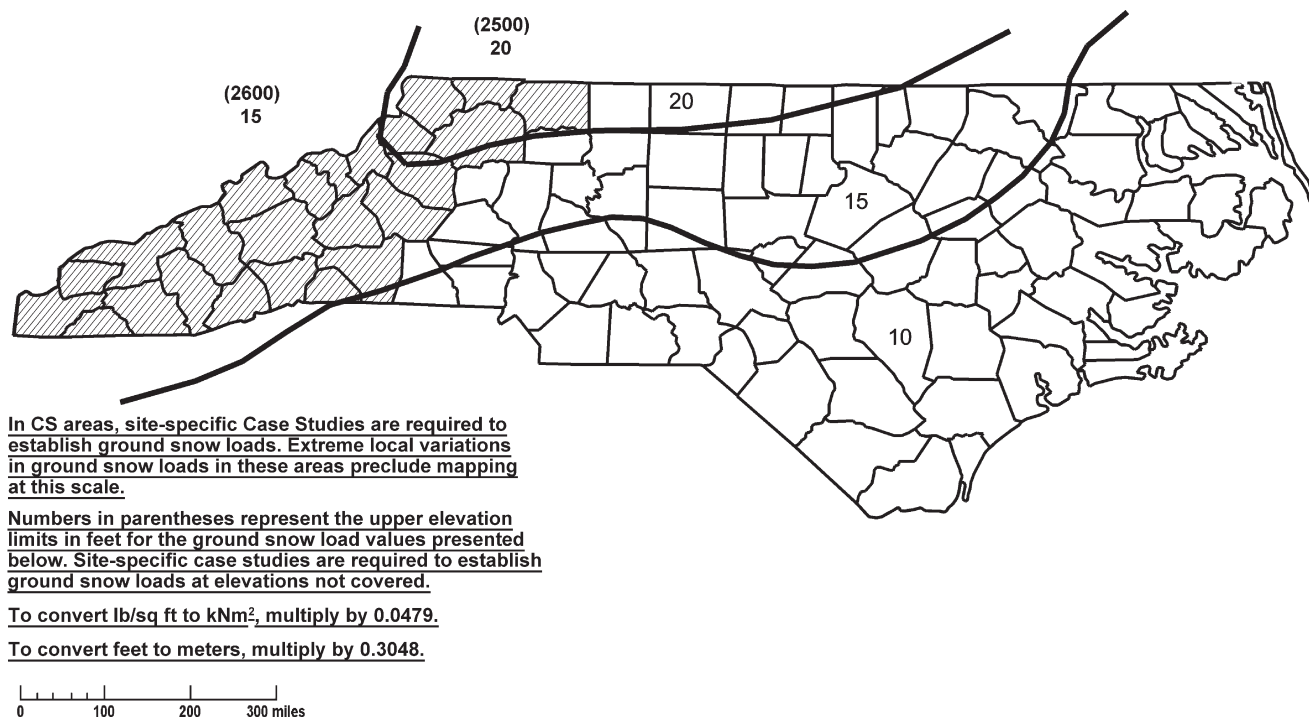 (2500)
20
(2600)
15
20
15
10
In CS areas, site-specific Case Studies are required to
establish ground snow loads. Extreme local variations
in ground snow loads in these areas preclude mapping
at this scale.
Numbers in parentheses represent the upper elevation
limits in feet for the ground snow load values presented
below. Site-specific case studies are required to establish
ground snow loads at elevations not covered.
To convert lb/sq ft to kNm², multiply by 0.0479.
To convert feet to meters, multiply by 0.3048.
0 100 200 300 miles